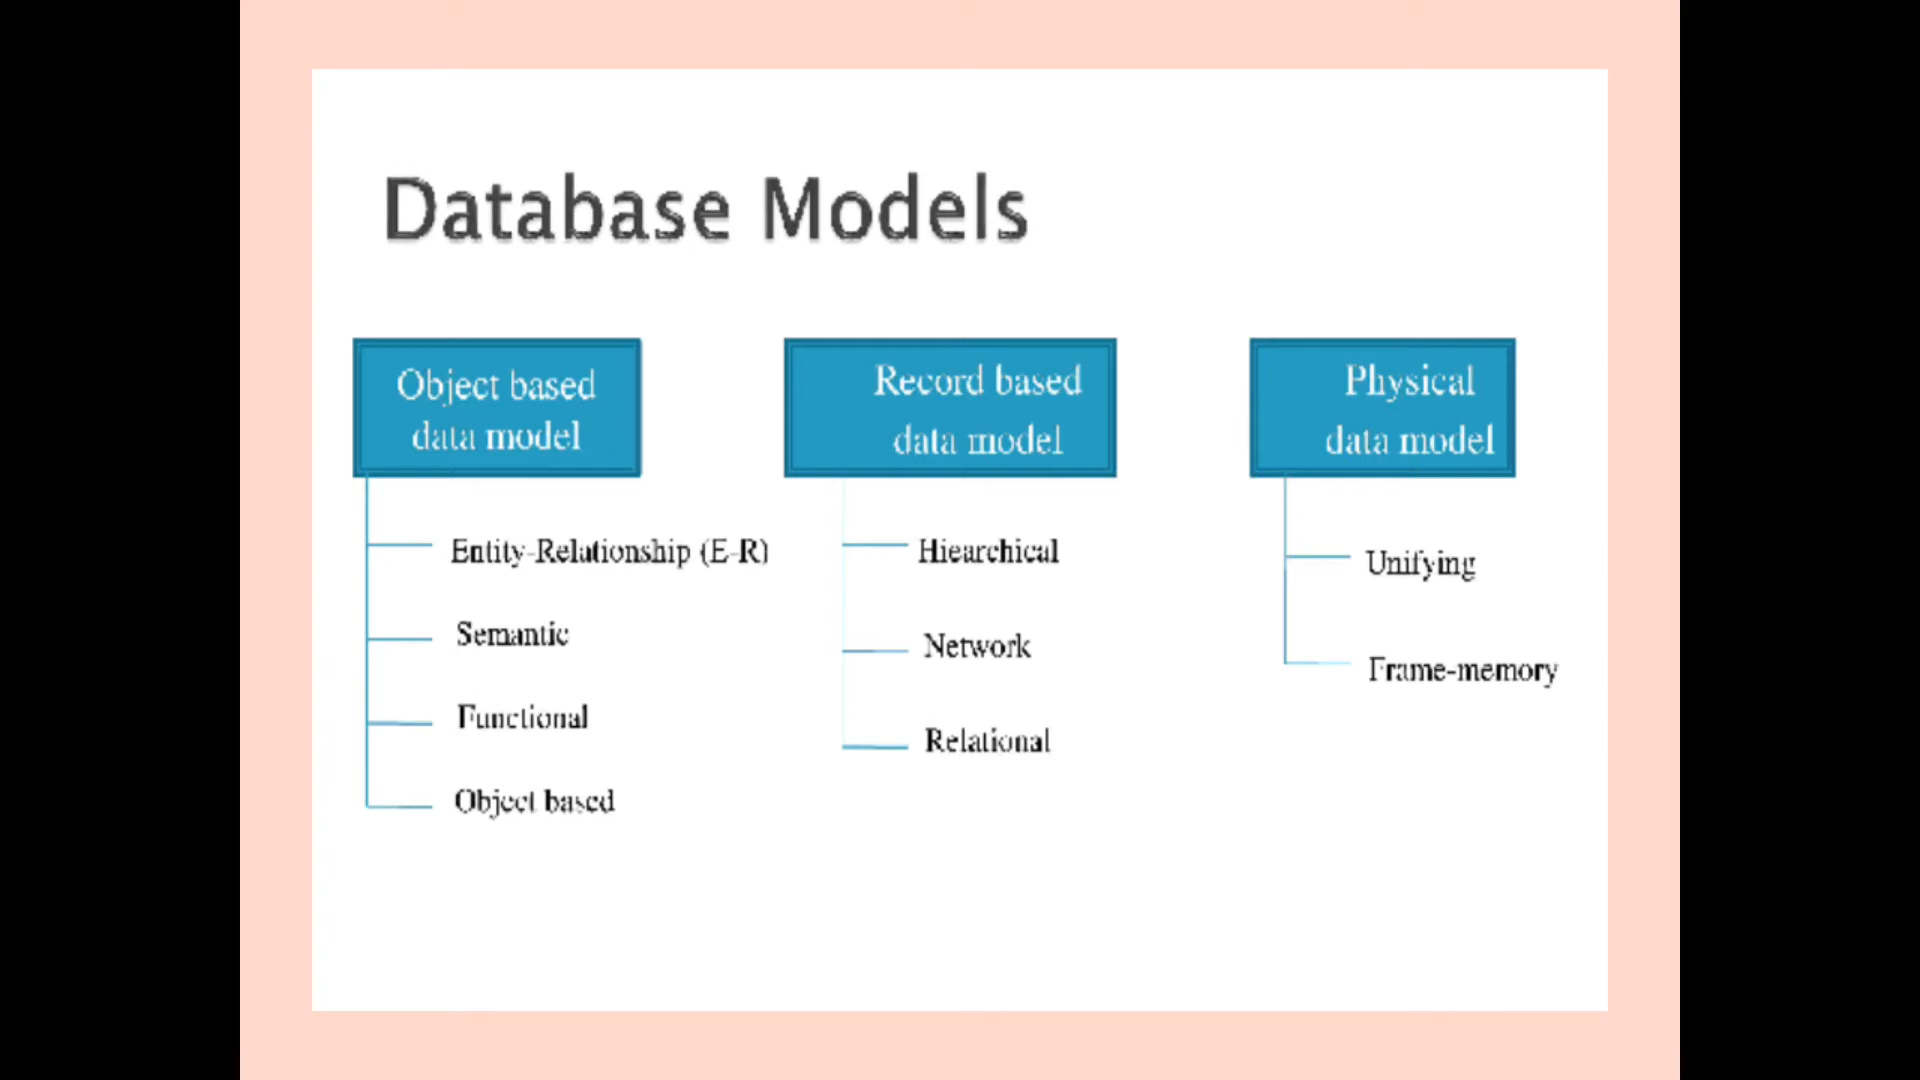 Database Models
Object based
data model
Entity-Relationship (E-R)
Semantic
Functional
Object based
Record based
data model
Hiearchical
Network
Relational
Physical
data model
Unifying
Frame-memory